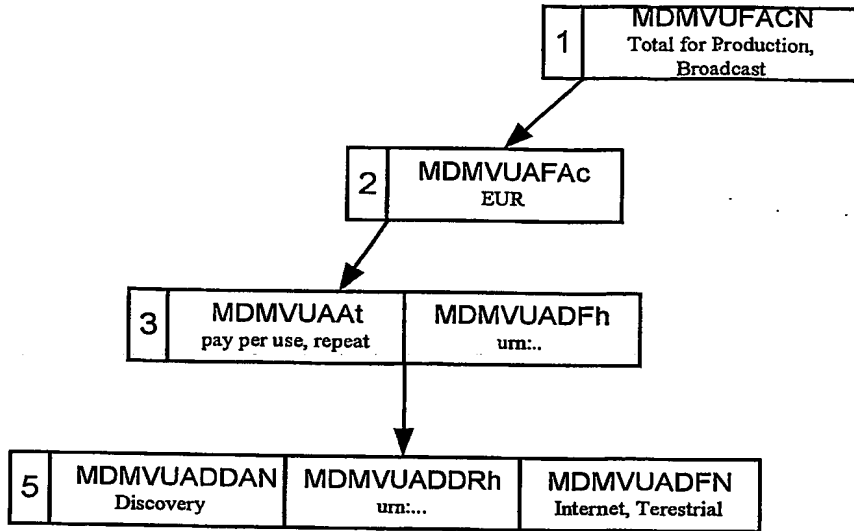 1
MDMVUFACN
Total for Production,
Broadcast
2
MDMVUAFAc
EUR
3
MDMVUAAt
pay per use, repeat
MDMVUADFh
urn:..
5
MDMVUADDAN
Discovery
MDMVUADDRh
urn:...
MDMVUADFN
Internet, Terestrial